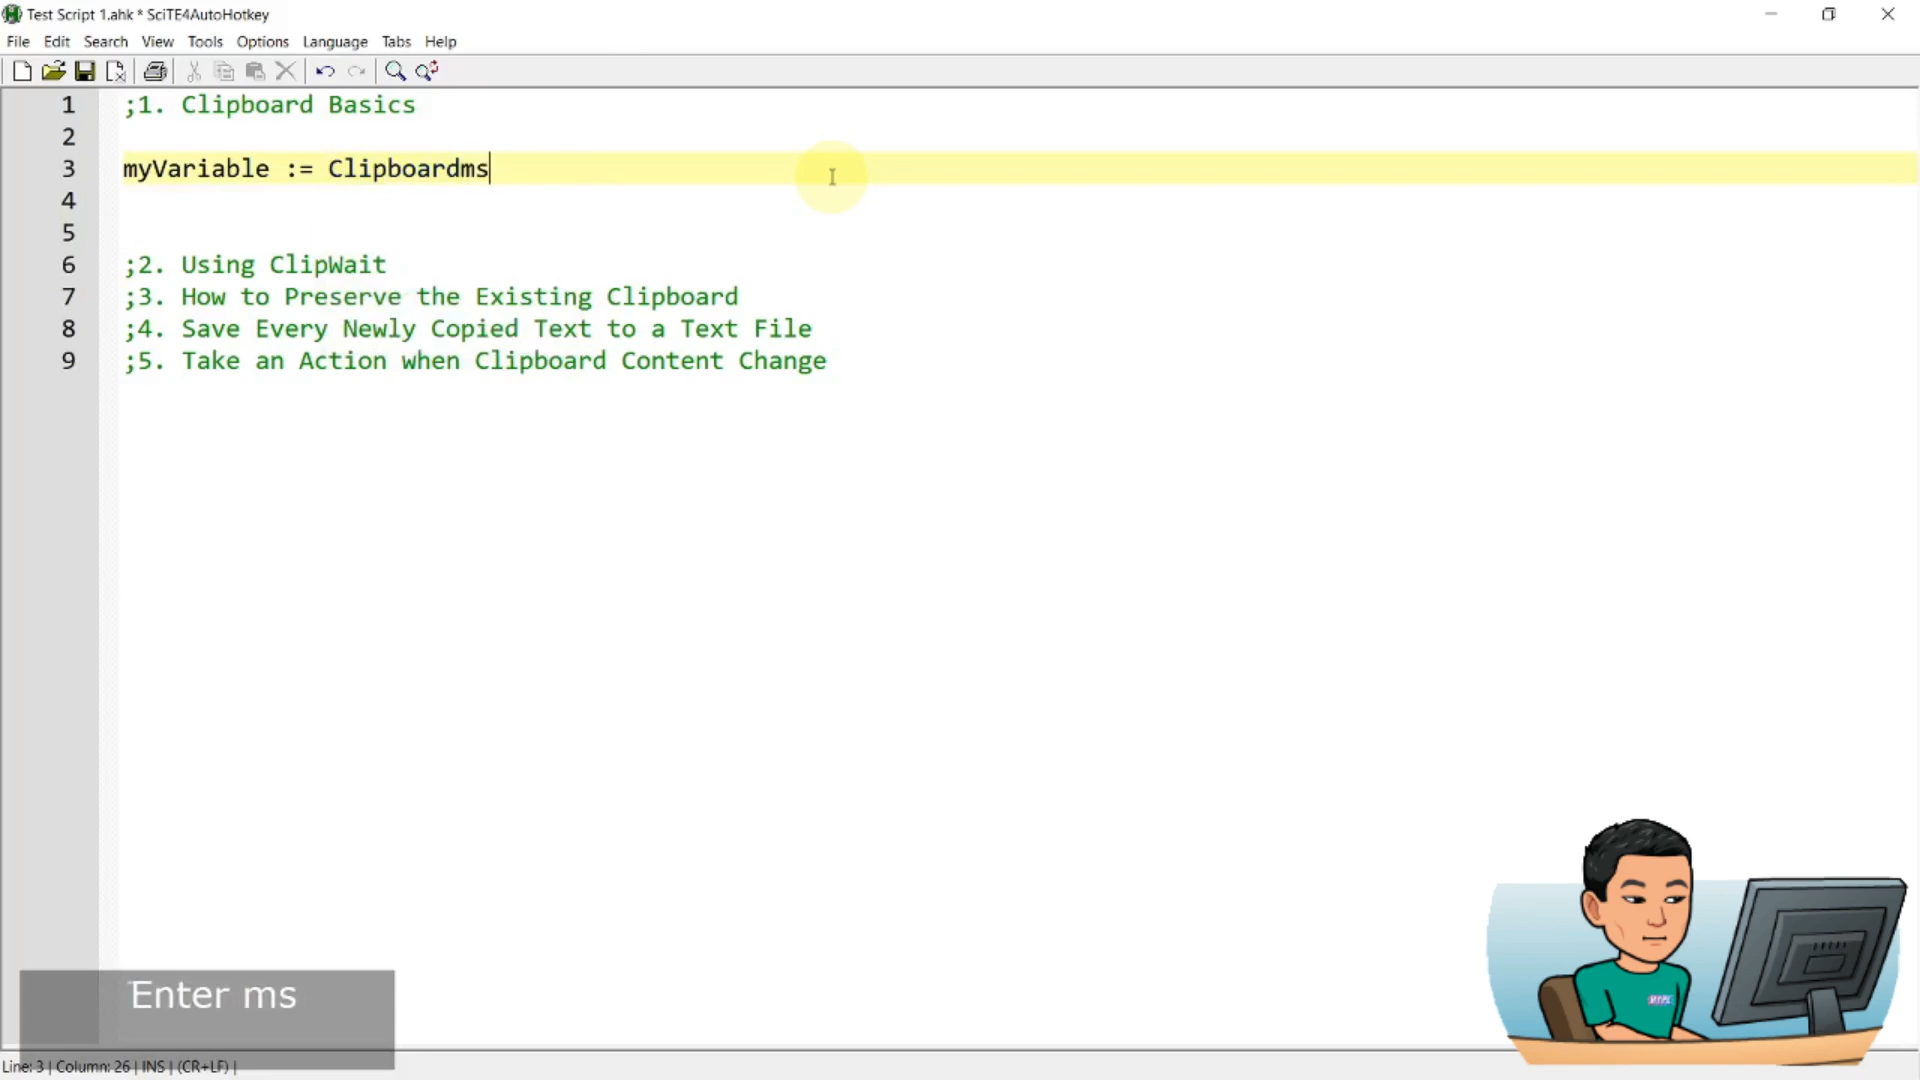 Test Script 1.ahk * SciTE4AutoHotkey
File Edit Search View Tools Options Language Tabs Help
1 ;1. Clipboard Basics
2
3 myVariable := Clipboardms
4
5
6 ;2. Using ClipWait
7 ;3. How to Preserve the Existing Clipboard
8 ;4. Save Every Newly Copied Text to a Text File
9 ;5. Take an Action when Clipboard Content Change
Enter ms
Line: 3 | Column: 26 | INS | (CR+LF) |